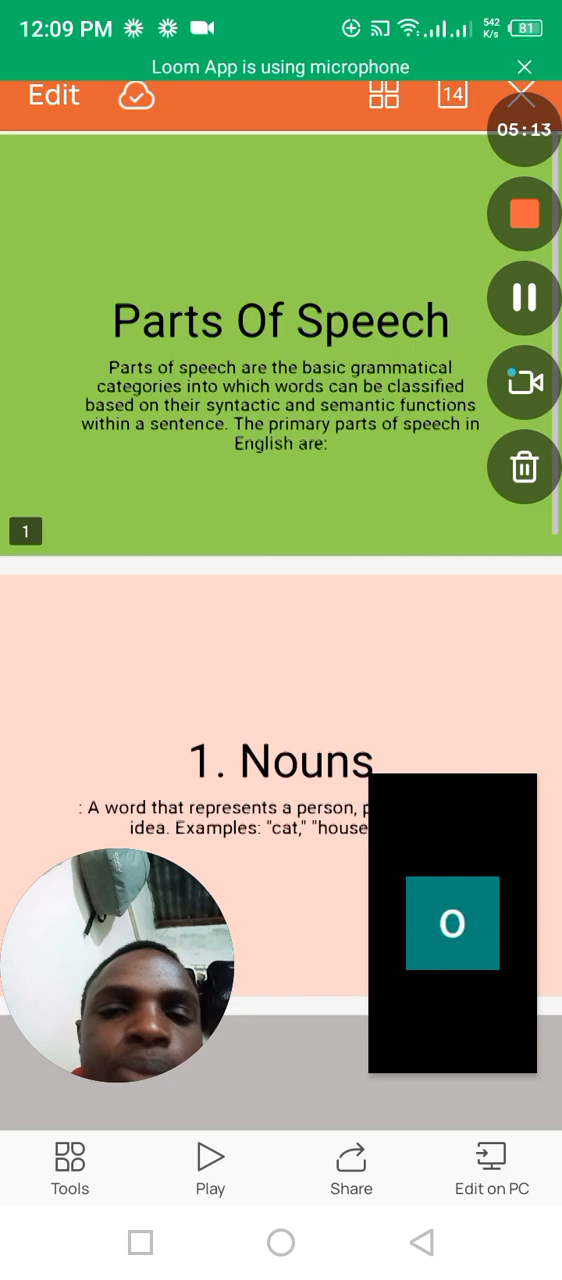 12:09 PM 542 K/s 81
Loom App is using microphone
Edit 14
05:13
Parts Of Speech
Parts of speech are the basic grammatical
categories into which words can be classified
based on their syntactic and semantic functions
within a sentence. The primary parts of speech in
English are:
1
1. Nouns
: A word that represents a person, p
idea. Examples: "cat," "house
O
Tools Play Share Edit on PC